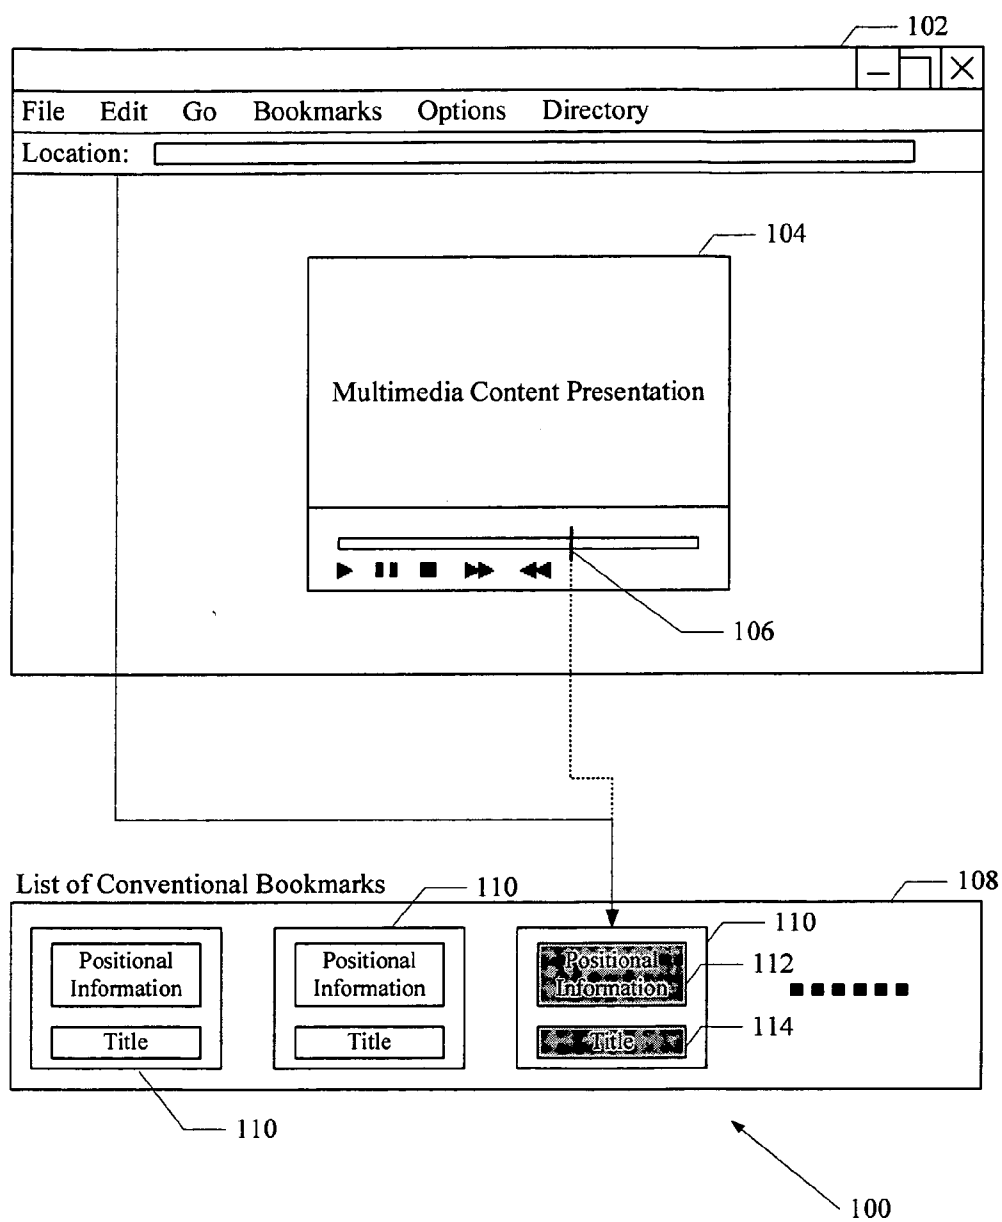 102
File Edit Go Bookmarks Options Directory
Location:
104
Multimedia Content Presentation
106
List of Conventional Bookmarks
110
108
Positional
Information
Title
Positional
Information
Title
110
Positional
Information
112
Title
114
110
100